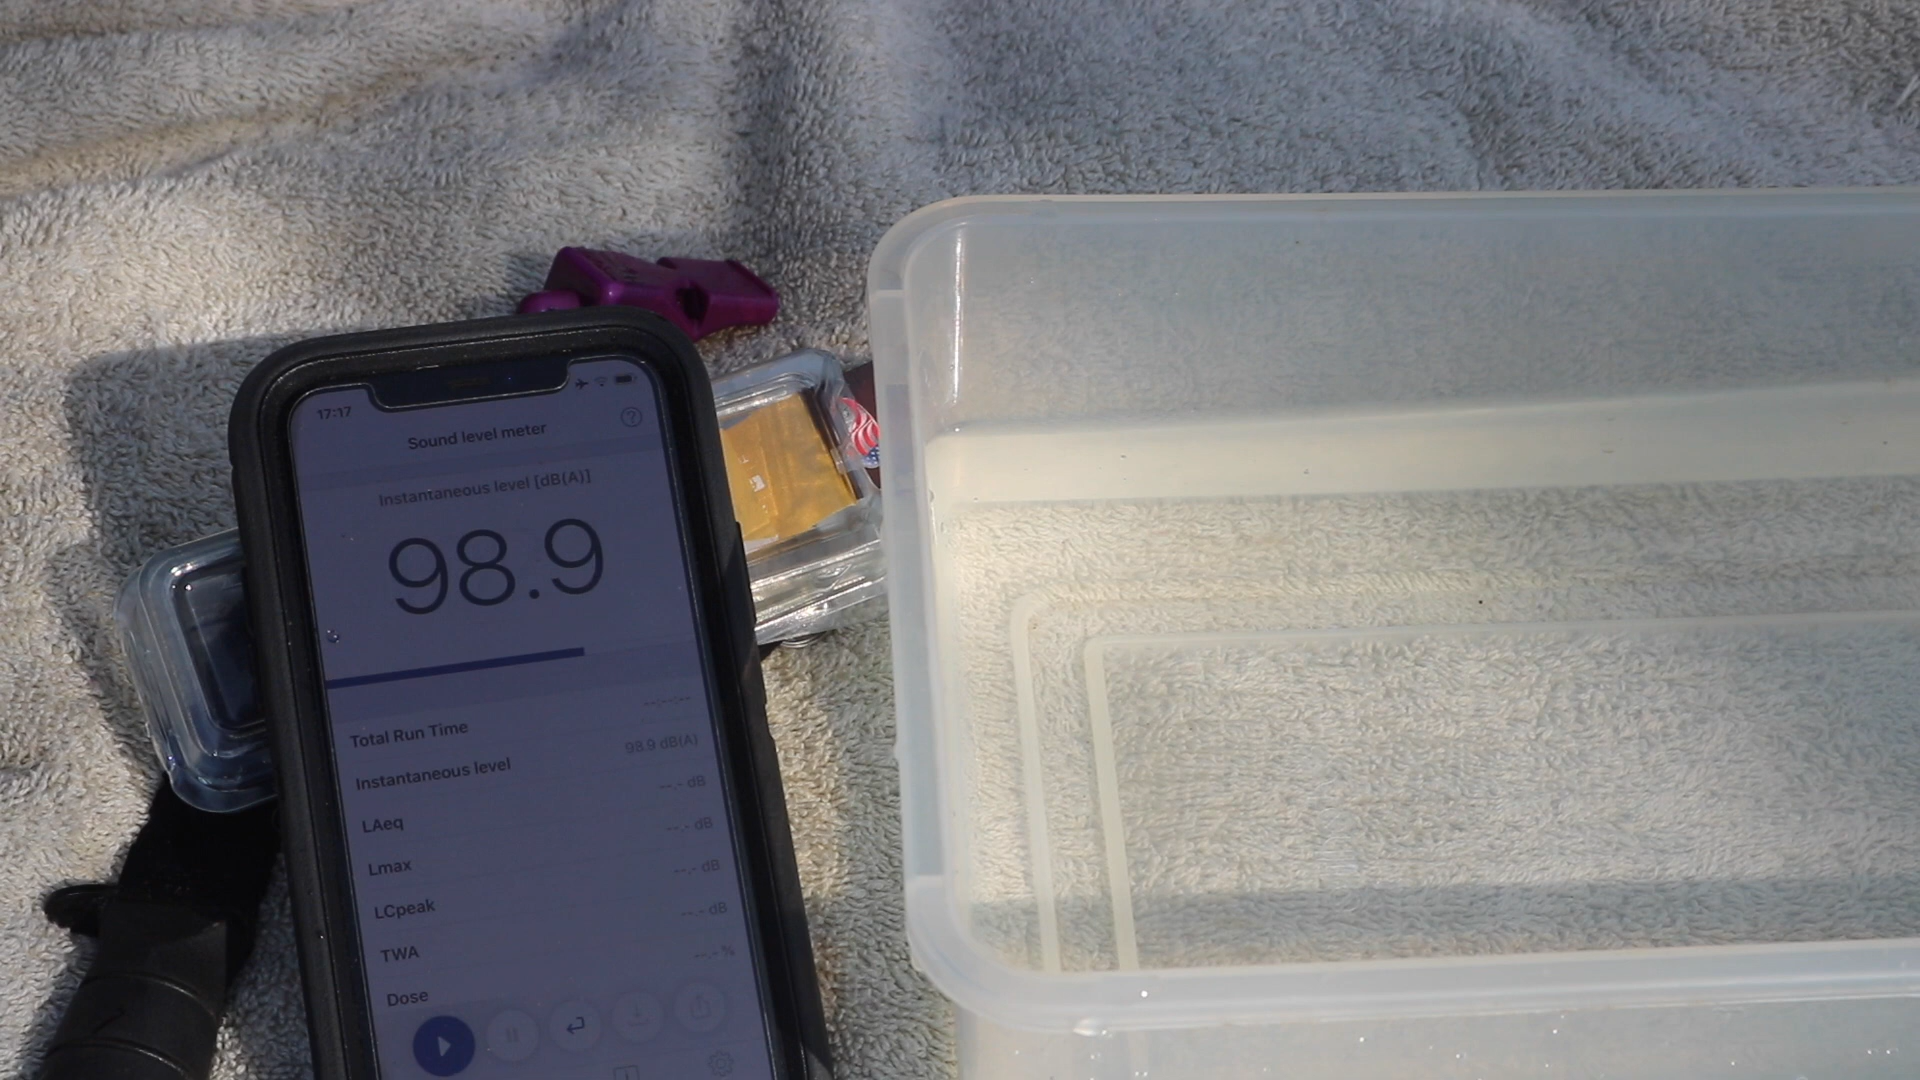 17:17
Sound level meter
?
Instantaneous level [dB(A)]
98.9
Total Run Time --:--:--
Instantaneous level 98.9 dB(A)
LAeq --.- dB
Lmax --.- dB
LCpeak --.- dB
TWA --.- dB
Dose --.- %